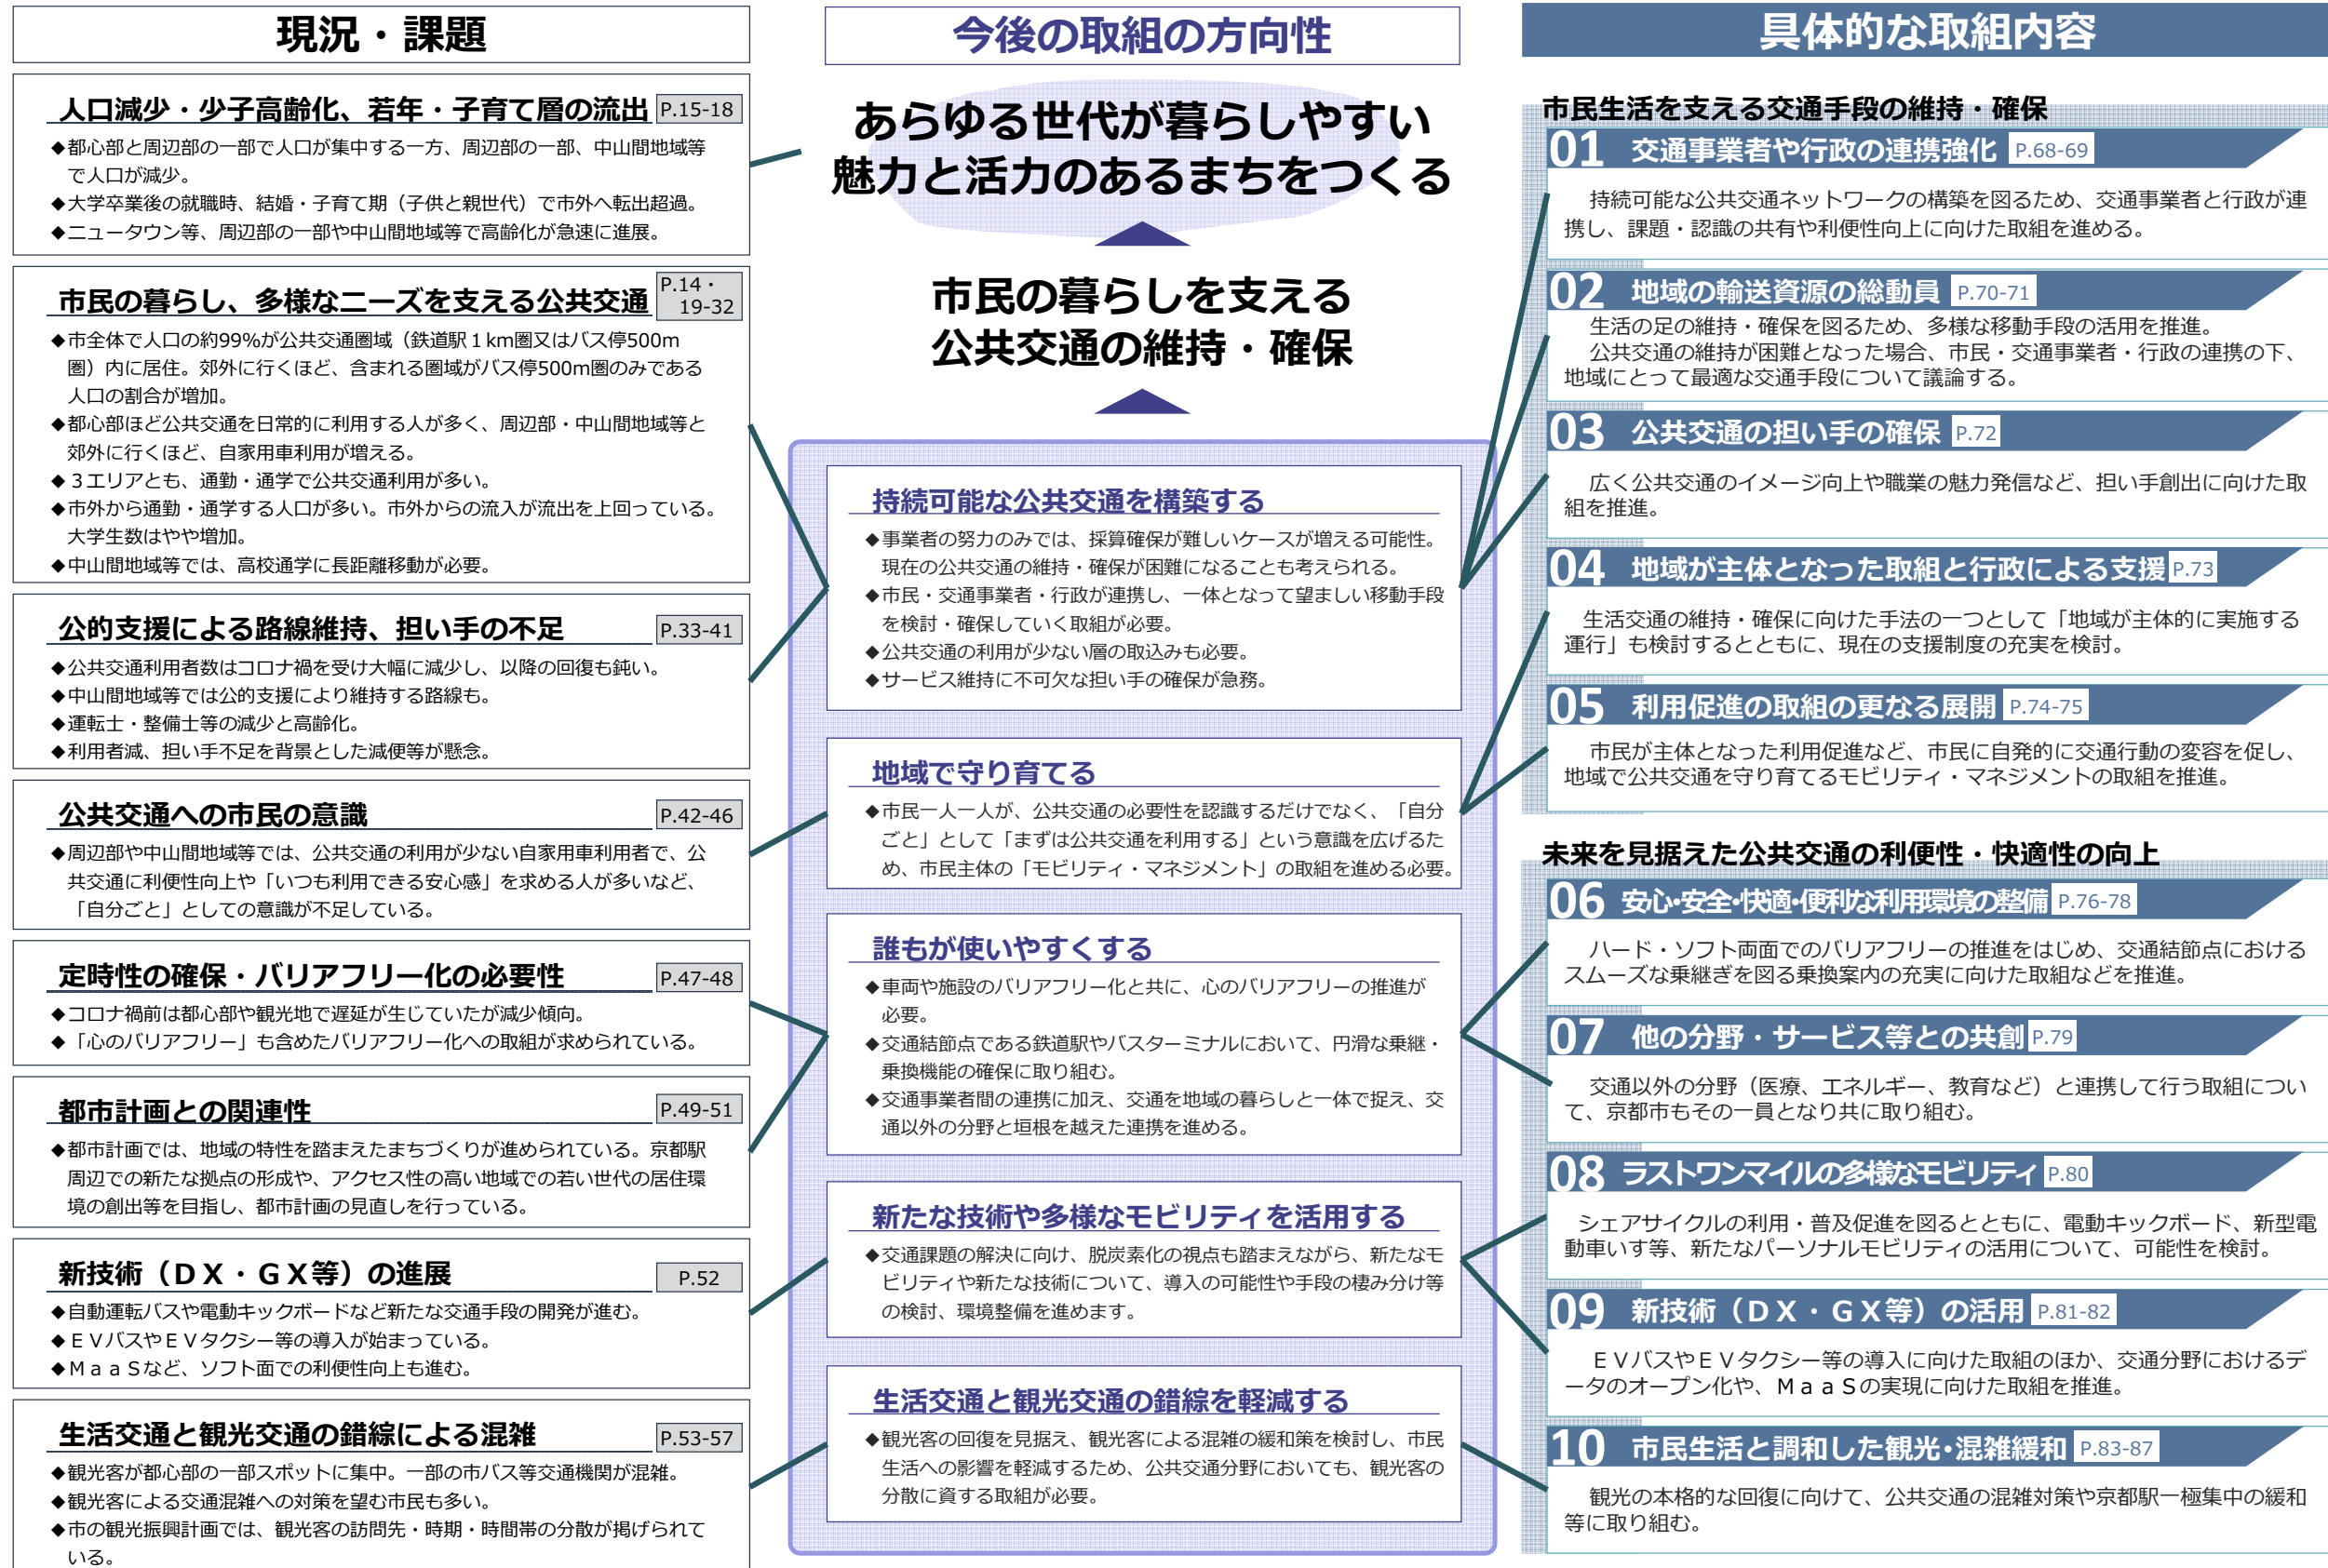 現況・課題
人口減少・少子高齢化、若年・子育て層の流出 P.15-18
◆都心部と周辺部の一部で人口が集中する一方、周辺部の一部、中山間地域等
で人口が減少。
◆大学卒業後の就職時、結婚・子育て期（子供と親世代）で市外へ転出超過。
◆ニュータウン等、周辺部の一部や中山間地域等で高齢化が急速に進展。
市民の暮らし、多様なニーズを支える公共交通 P.14・
19-32
◆市全体で人口の約99%が公共交通圏域（鉄道駅１km圏又はバス停500m
圏）内に居住。郊外に行くほど、含まれる圏域がバス停500m圏のみである
人口の割合が増加。
◆都心部ほど公共交通を日常的に利用する人が多く、周辺部・中山間地域等と
郊外に行くほど、自家用車利用が増える。
◆３エリアとも、通勤・通学で公共交通利用が多い。
◆市外から通勤・通学する人口が多い。市外からの流入が流出を上回っている。
大学生数はやや増加。
◆中山間地域等では、高校通学に長距離移動が必要。
公的支援による路線維持、担い手の不足 P.33-41
◆公共交通利用者数はコロナ禍を受け大幅に減少し、以降の回復も鈍い。
◆中山間地域等では公的支援により維持する路線も。
◆運転士・整備士等の減少と高齢化。
◆利用者減、担い手不足を背景とした減便等が懸念。
公共交通への市民の意識 P.42-46
◆周辺部や中山間地域等では、公共交通の利用が少ない自家用車利用者で、公
共交通に利便性向上や「いつも利用できる安心感」を求める人が多いなど、
「自分ごと」としての意識が不足している。
定時性の確保・バリアフリー化の必要性 P.47-48
◆コロナ禍前は都心部や観光地で遅延が生じていたが減少傾向。
◆「心のバリアフリー」も含めたバリアフリー化への取組が求められている。
都市計画との関連性 P.49-51
◆都市計画では、地域の特性を踏まえたまちづくりが進められている。京都駅
周辺での新たな拠点の形成や、アクセス性の高い地域での若い世代の居住環
境の創出等を目指し、都市計画の見直しを行っている。
新技術（ＤＸ・ＧＸ等）の進展 P.52
◆自動運転バスや電動キックボードなど新たな交通手段の開発が進む。
◆ＥＶバスやＥＶタクシー等の導入が始まっている。
◆ＭａａＳなど、ソフト面での利便性向上も進む。
生活交通と観光交通の錯綜による混雑 P.53-57
◆観光客が都心部の一部スポットに集中。一部の市バス等交通機関が混雑。
◆観光客による交通混雑への対策を望む市民も多い。
◆市の観光振興計画では、観光客の訪問先・時期・時間帯の分散が掲げられて
いる。
今後の取組の方向性
あらゆる世代が暮らしやすい
魅力と活力のあるまちをつくる
市民の暮らしを支える
公共交通の維持・確保
持続可能な公共交通を構築する
◆事業者の努力のみでは、採算確保が難しいケースが増える可能性。
現在の公共交通の維持・確保が困難になることも考えられる。
◆市民・交通事業者・行政が連携し、一体となって望ましい移動手段
を検討・確保していく取組が必要。
◆公共交通の利用が少ない層の取込みも必要。
◆サービス維持に不可欠な担い手の確保が急務。
地域で守り育てる
◆市民一人一人が、公共交通の必要性を認識するだけでなく、「自分
ごと」として「まずは公共交通を利用する」という意識を広げるた
め、市民主体の「モビリティ・マネジメント」の取組を進める必要。
誰もが使いやすくする
◆車両や施設のバリアフリー化と共に、心のバリアフリーの推進が
必要。
◆交通結節点である鉄道駅やバスターミナルにおいて、円滑な乗継・
乗換機能の確保に取り組む。
◆交通事業者間の連携に加え、交通を地域の暮らしと一体で捉え、交
通以外の分野と垣根を越えた連携を進める。
新たな技術や多様なモビリティを活用する
◆交通課題の解決に向け、脱炭素化の視点も踏まえながら、新たなモ
ビリティや新たな技術について、導入の可能性や手段の棲み分け等
の検討、環境整備を進めます。
生活交通と観光交通の錯綜を軽減する
◆観光客の回復を見据え、観光客による混雑の緩和策を検討し、市民
生活への影響を軽減するため、公共交通分野においても、観光客の
分散に資する取組が必要。
具体的な取組内容
市民生活を支える交通手段の維持・確保
01 交通事業者や行政の連携強化 P.68-69
持続可能な公共交通ネットワークの構築を図るため、交通事業者と行政が連
携し、課題・認識の共有や利便性向上に向けた取組を進める。
02 地域の輸送資源の総動員 P.70-71
生活の足の維持・確保を図るため、多様な移動手段の活用を推進。
公共交通の維持が困難となった場合、市民・交通事業者・行政の連携の下、
地域にとって最適な交通手段について議論する。
03 公共交通の担い手の確保 P.72
広く公共交通のイメージ向上や職業の魅力発信など、担い手創出に向けた取
組を推進。
04 地域が主体となった取組と行政による支援 P.73
生活交通の維持・確保に向けた手法の一つとして「地域が主体的に実施する
運行」も検討するとともに、現在の支援制度の充実を検討。
05 利用促進の取組の更なる展開 P.74-75
市民が主体となった利用促進など、市民に自発的に交通行動の変容を促し、
地域で公共交通を守り育てるモビリティ・マネジメントの取組を推進。
未来を見据えた公共交通の利便性・快適性の向上
06 安心・安全・快適・便利な利用環境の整備 P.76-78
ハード・ソフト両面でのバリアフリーの推進をはじめ、交通結節点における
スムーズな乗継ぎを図る乗換案内の充実に向けた取組などを推進。
07 他の分野・サービス等との共創 P.79
交通以外の分野（医療、エネルギー、教育など）と連携して行う取組につい
て、京都市もその一員となり共に取り組む。
08 ラストワンマイルの多様なモビリティ P.80
シェアサイクルの利用・普及促進を図るとともに、電動キックボード、新型電
動車いす等、新たなパーソナルモビリティの活用について、可能性を検討。
09 新技術（ＤＸ・ＧＸ等）の活用 P.81-82
ＥＶバスやＥＶタクシー等の導入に向けた取組のほか、交通分野におけるデ
ータのオープン化や、ＭａａＳの実現に向けた取組を推進。
10 市民生活と調和した観光・混雑緩和 P.83-87
観光の本格的な回復に向けて、公共交通の混雑対策や京都駅一極集中の緩和
等に取り組む。